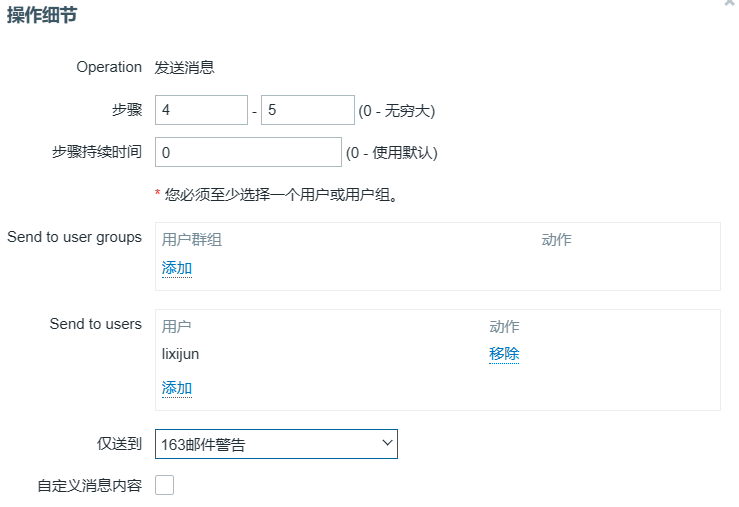 操作细节
Operation 发送消息
步骤 4 - 5 (0 - 无穷大)
步骤持续时间 0 (0 - 使用默认)
* 您必须至少选择一个用户或用户组。
Send to user groups 用户群组 动作
添加
Send to users 用户 动作
lixijun 移除
添加
仅送到 163邮件警告
自定义消息内容